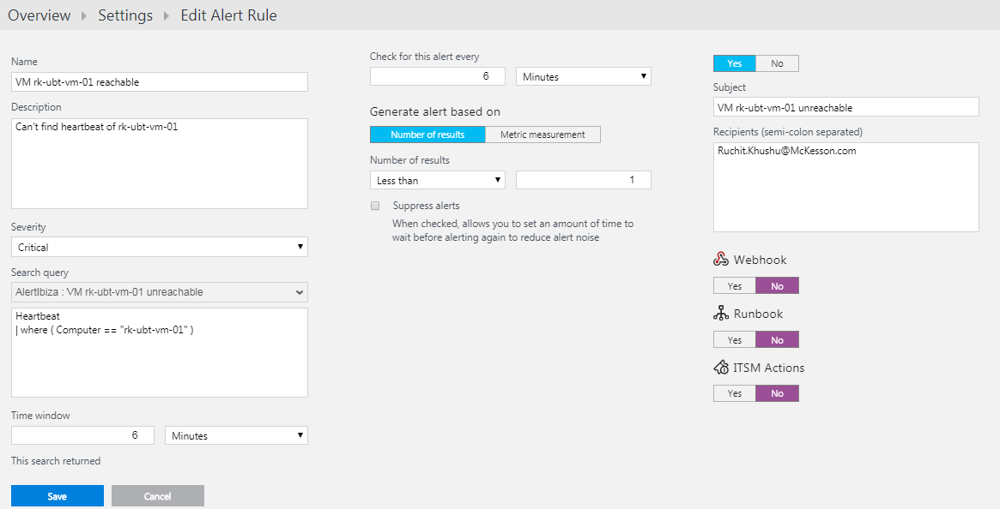 Overview Settings Edit Alert Rule
Name
VM rk-ubt-vm-01 reachable
Description
Can't find heartbeat of rk-ubt-vm-01
Severity
Critical
Search query
AlertIbiza : VM rk-ubt-vm-01 unreachable
Heartbeat
| where ( Computer == "rk-ubt-vm-01" )
Time window
6 Minutes
This search returned
Save Cancel
Check for this alert every
6 Minutes
Generate alert based on
Number of results Metric measurement
Number of results
Less than 1
Suppress alerts
When checked, allows you to set an amount of time to
wait before alerting again to reduce alert noise
Yes No
Subject
VM rk-ubt-vm-01 unreachable
Recipients (semi-colon separated)
Ruchit.Khushu@McKesson.com
Webhook
Yes No
Runbook
Yes No
ITSM Actions
Yes No